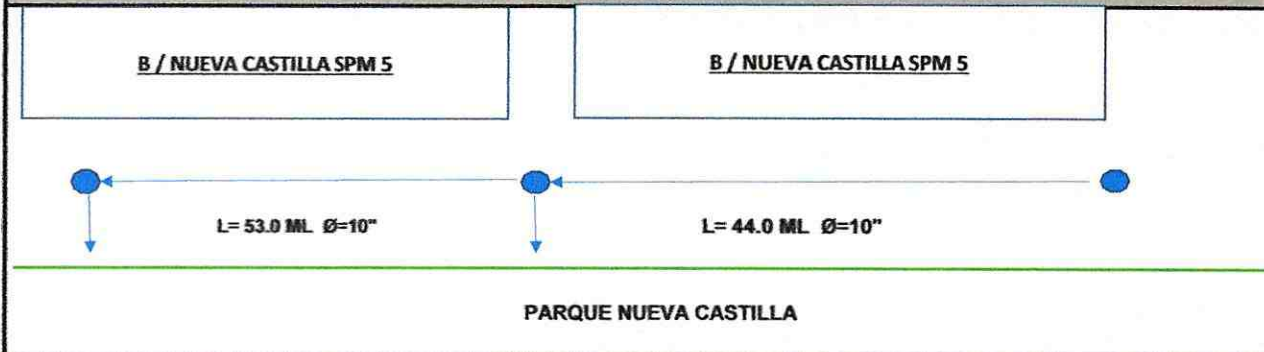 B / NUEVA CASTILLA SPM 5
B / NUEVA CASTILLA SPM 5
L= 53.0 ML Ø=10"
L= 44.0 ML Ø=10"
PARQUE NUEVA CASTILLA